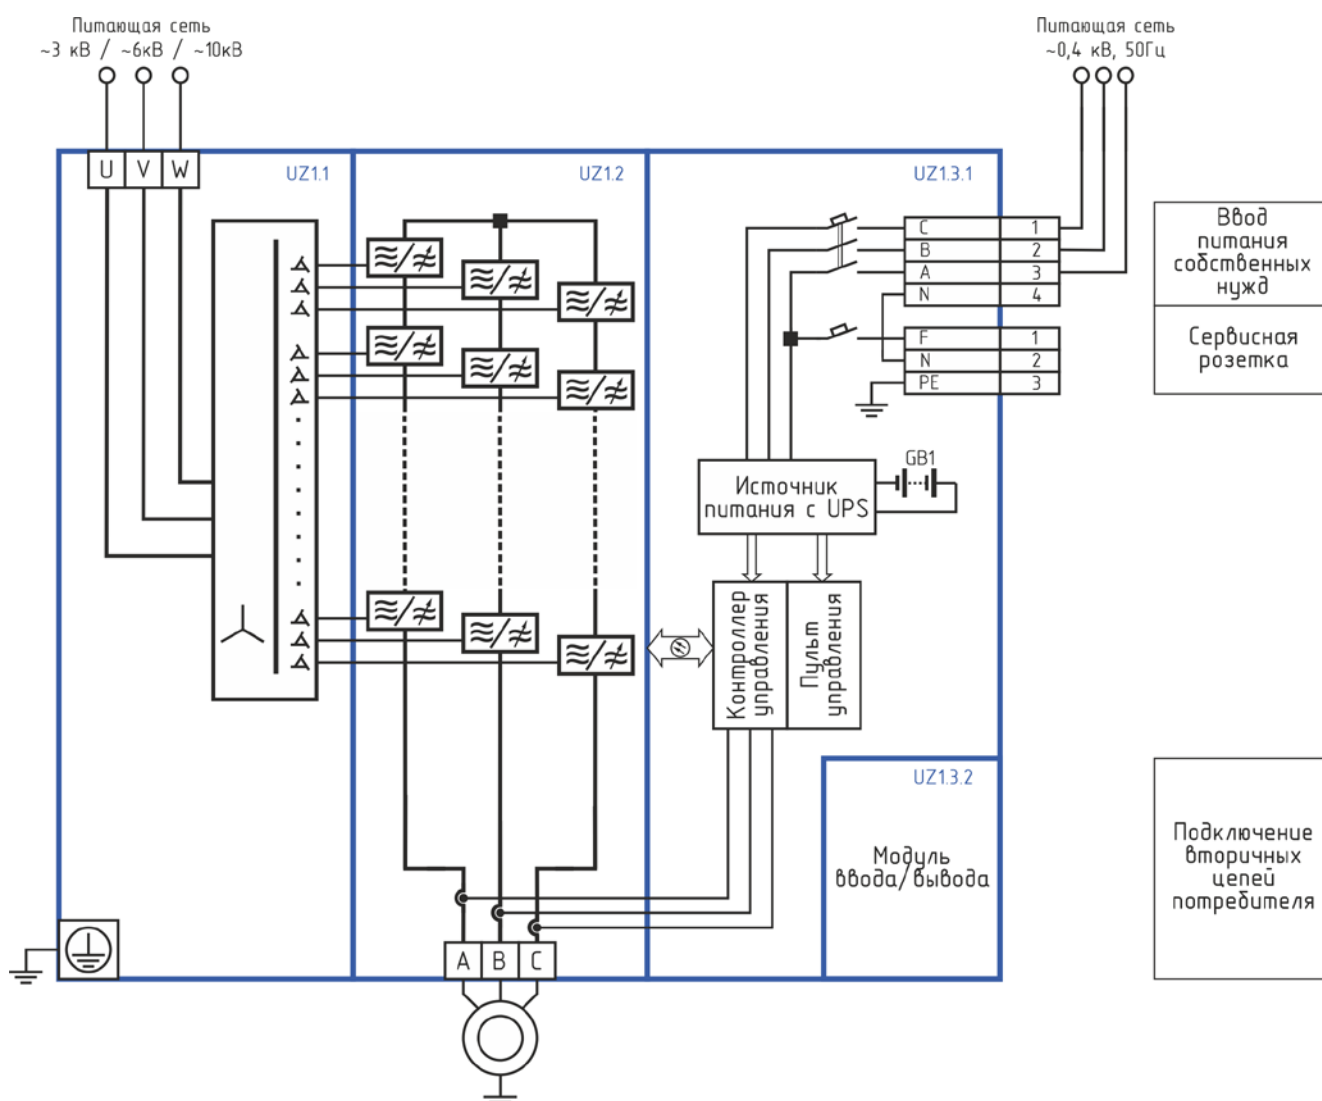 Питающая сеть
~3 кВ / ~6кВ / ~10кВ
Питающая сеть
~0,4 кВ, 50Гц
U V W
UZ1.1
UZ1.2
UZ1.3.1
C 1
B 2
A 3
N 4
Ввод
питания
собственных
нужд
F 1
N 2
PE 3
Сервисная
розетка
GB1
Источник
питания с UPS
Контроллер
управления
Пульт
управления
UZ1.3.2
Модуль
ввода/вывода
Подключение
вторичных
цепей
потребителя
A B C